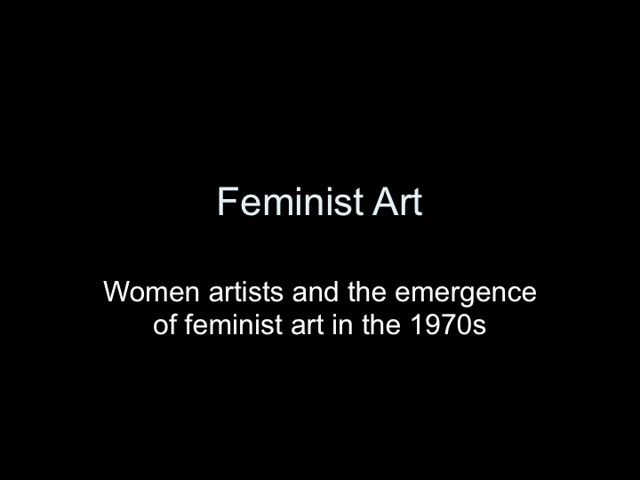 Feminist Art
Women artists and the emergence
of feminist art in the 1970s